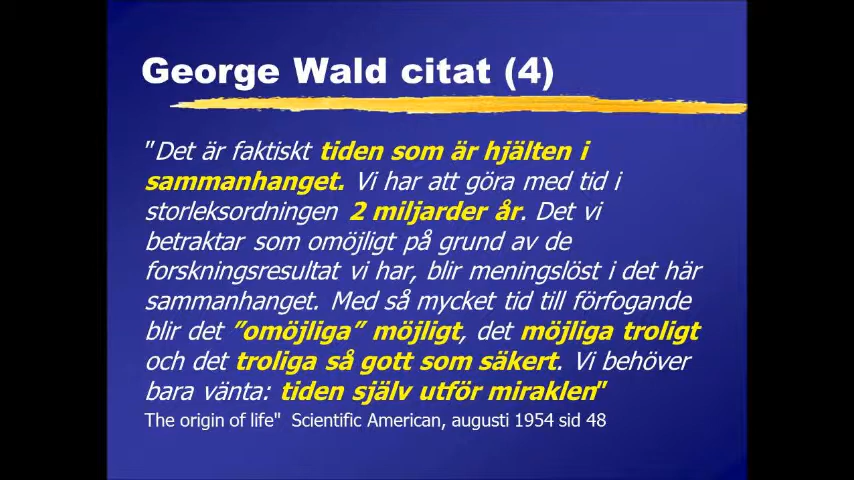 George Wald citat (4)
"Det är faktiskt tiden som är hjälten i
sammanhanget. Vi har att göra med tid i
storleksordningen 2 miljarder år. Det vi
betraktar som omöjligt på grund av de
forskningsresultat vi har, blir meningslöst i det här
sammanhanget. Med så mycket tid till förfogande
blir det ”omöjliga” möjligt, det möjliga troligt
och det troliga så gott som säkert. Vi behöver
bara vänta: tiden själv utför miraklen"
The origin of life" Scientific American, augusti 1954 sid 48